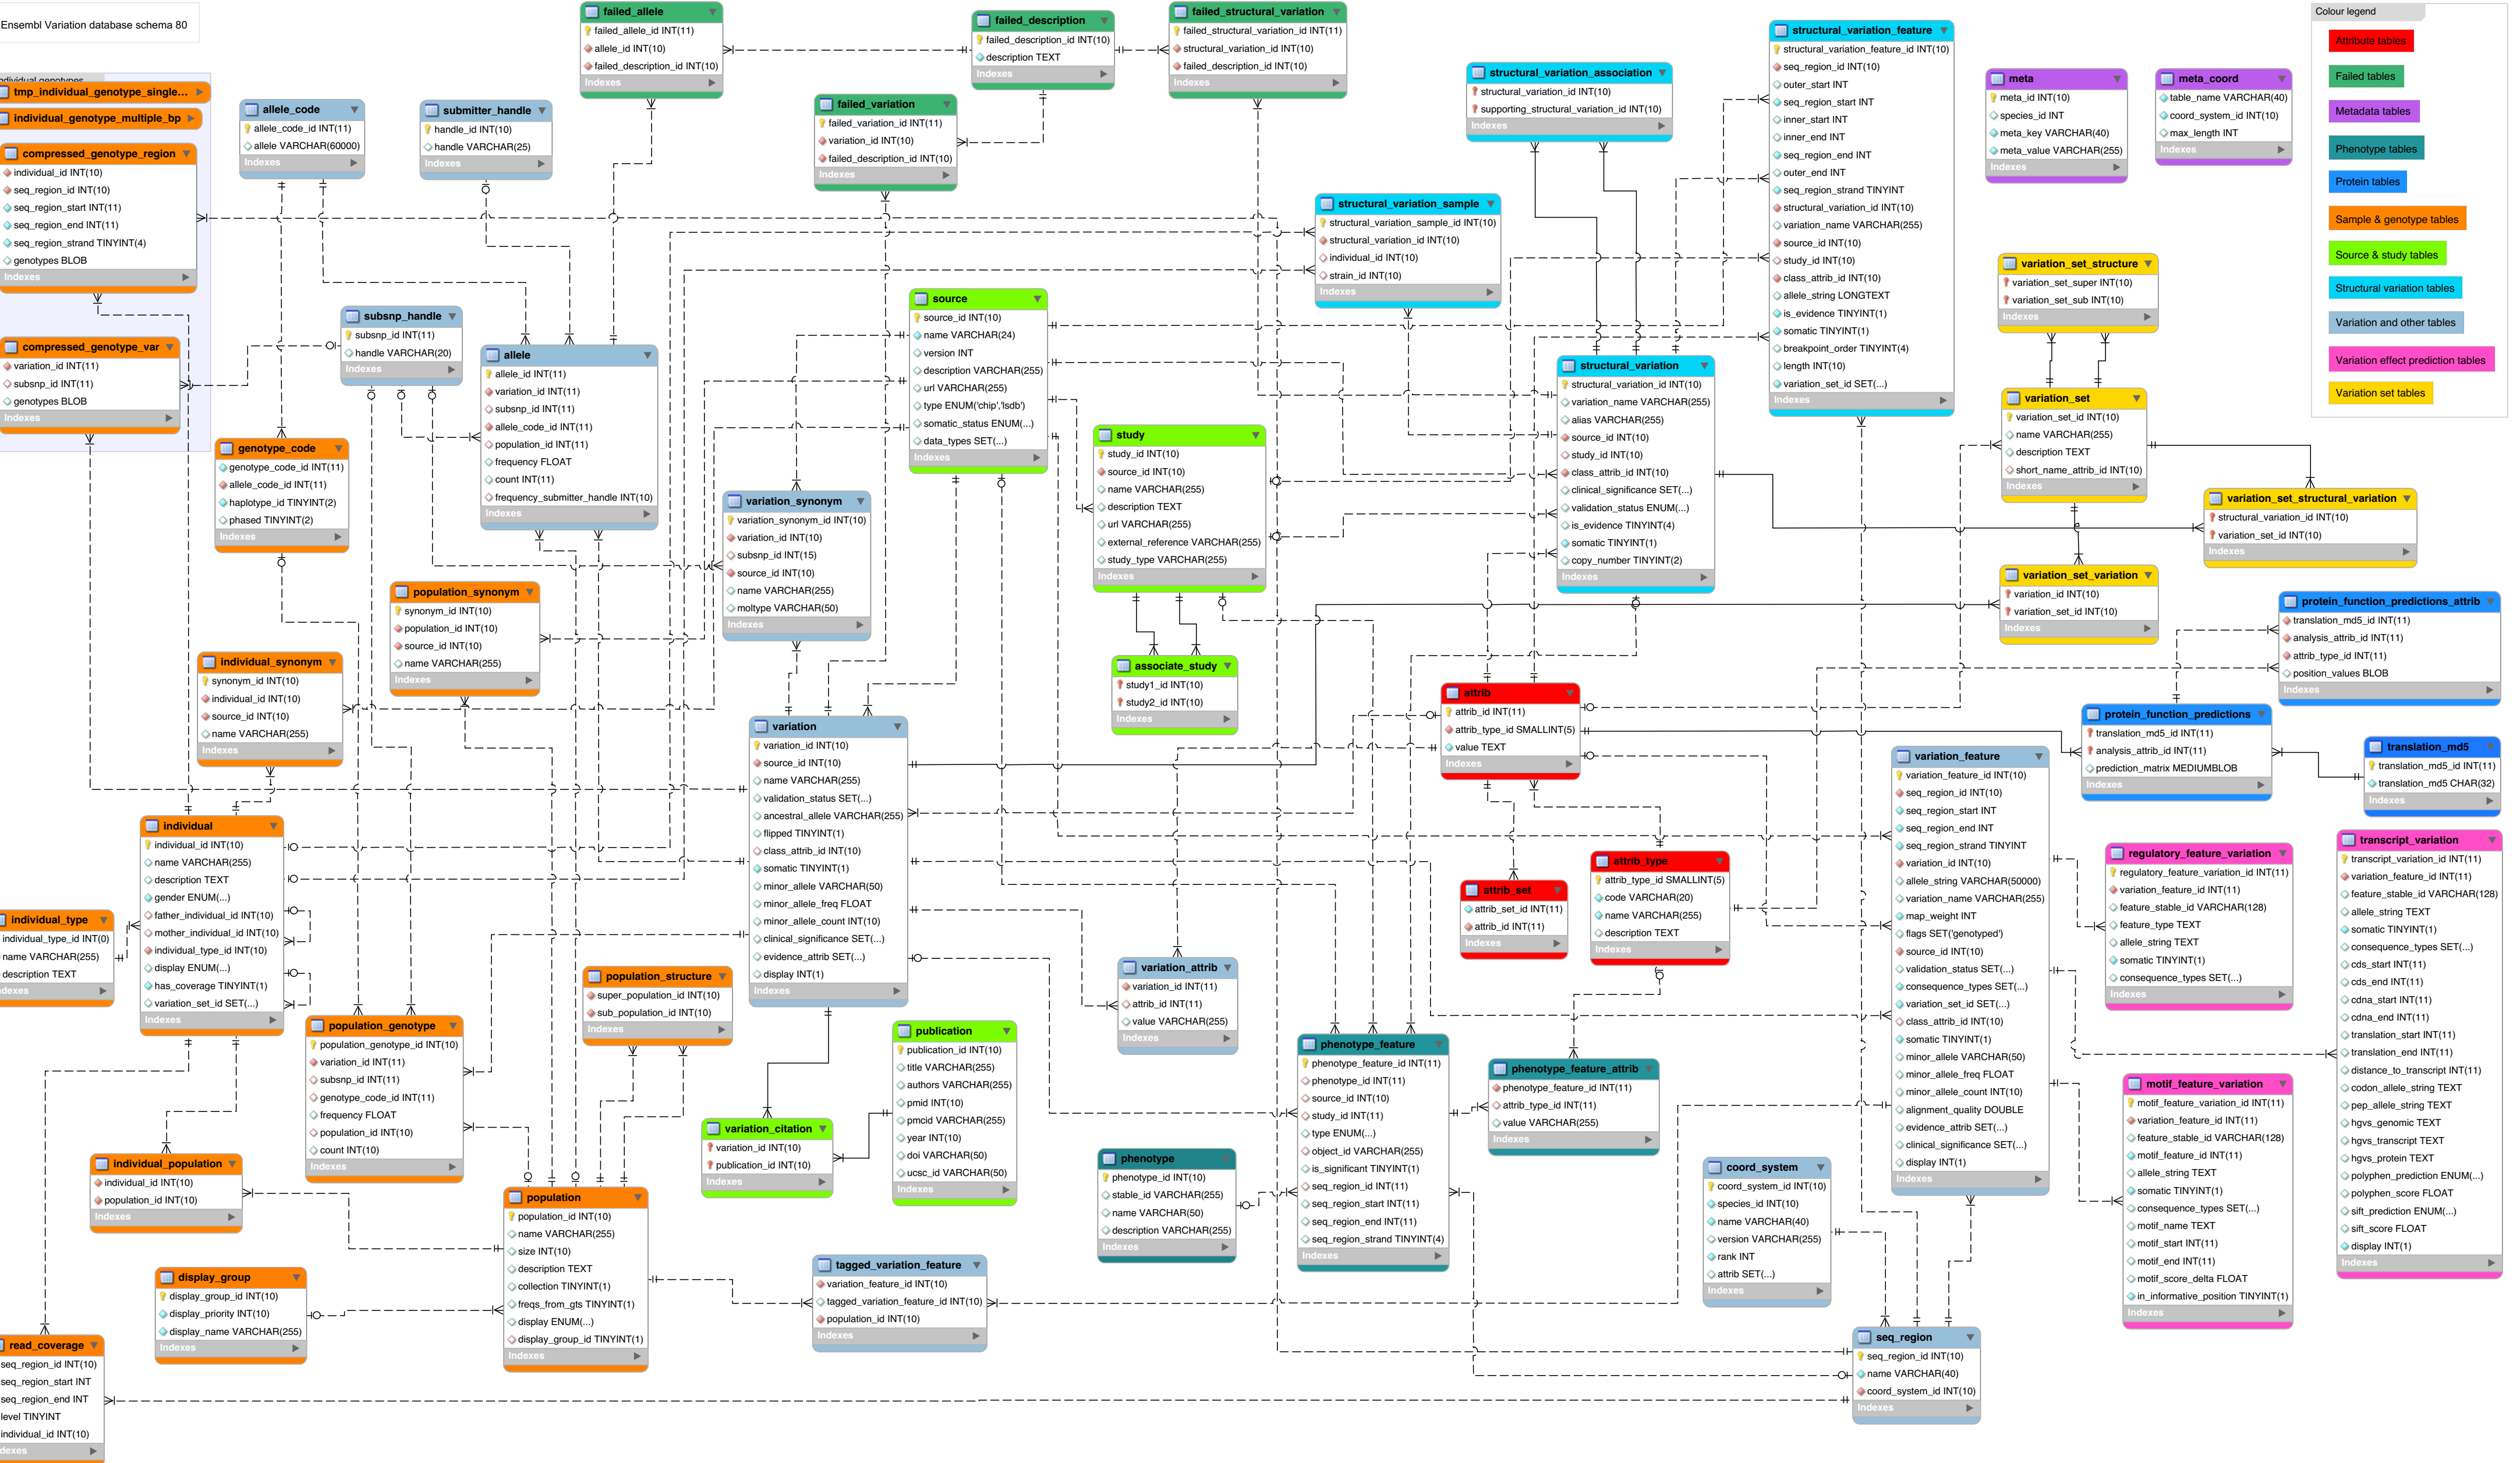 Ensembl Variation database schema 80
Individual genotypes
tmp_individual_genotype_single...
individual_genotype_multiple_bp
compressed_genotype_region
individual_id INT(10)
seq_region_id INT(10)
seq_region_start INT(11)
seq_region_end INT(11)
seq_region_strand TINYINT(4)
genotypes BLOB
Indexes
compressed_genotype_var
variation_id INT(11)
subsnp_id INT(11)
genotypes BLOB
Indexes
allele_code
allele_code_id INT(11)
allele VARCHAR(60000)
Indexes
submitter_handle
handle_id INT(10)
handle VARCHAR(25)
Indexes
failed_allele
failed_allele_id INT(11)
allele_id INT(10)
failed_description_id INT(10)
Indexes
failed_description
failed_description_id INT(10)
description TEXT
Indexes
failed_structural_variation
failed_structural_variation_id INT(11)
structural_variation_id INT(10)
failed_description_id INT(10)
Indexes
failed_variation
failed_variation_id INT(11)
variation_id INT(10)
failed_description_id INT(10)
Indexes
structural_variation_association
structural_variation_id INT(10)
supporting_structural_variation_id INT(10)
Indexes
structural_variation_feature
structural_variation_feature_id INT(10)
seq_region_id INT(10)
outer_start INT
seq_region_start INT
inner_start INT
inner_end INT
seq_region_end INT
outer_end INT
seq_region_strand TINYINT
structural_variation_id INT(10)
variation_name VARCHAR(255)
source_id INT(10)
study_id INT(10)
class_attrib_id INT(10)
allele_string LONGTEXT
is_evidence TINYINT(1)
somatic TINYINT(1)
breakpoint_order TINYINT(4)
length INT(10)
variation_set_id SET(...)
Indexes
meta
meta_id INT(10)
species_id INT
meta_key VARCHAR(40)
meta_value VARCHAR(255)
Indexes
meta_coord
table_name VARCHAR(40)
coord_system_id INT(10)
max_length INT
Indexes
Colour legend
Attribute tables
Failed tables
Metadata tables
Phenotype tables
Protein tables
Sample & genotype tables
Source & study tables
Structural variation tables
Variation and other tables
Variation effect prediction tables
Variation set tables
structural_variation_sample
structural_variation_sample_id INT(10)
structural_variation_id INT(10)
individual_id INT(10)
strain_id INT(10)
Indexes
subsnp_handle
subsnp_id INT(11)
handle VARCHAR(20)
Indexes
allele
allele_id INT(11)
variation_id INT(11)
subsnp_id INT(11)
allele_code_id INT(11)
population_id INT(11)
frequency FLOAT
count INT(11)
frequency_submitter_handle INT(10)
Indexes
source
source_id INT(10)
name VARCHAR(24)
version INT
description VARCHAR(255)
url VARCHAR(255)
type ENUM('chip','lsdb')
somatic_status ENUM(...)
data_types SET(...)
Indexes
study
study_id INT(10)
source_id INT(10)
name VARCHAR(255)
description TEXT
url VARCHAR(255)
external_reference VARCHAR(255)
study_type VARCHAR(255)
Indexes
structural_variation
structural_variation_id INT(10)
variation_name VARCHAR(255)
alias VARCHAR(255)
source_id INT(10)
study_id INT(10)
class_attrib_id INT(10)
clinical_significance SET(...)
validation_status ENUM(...)
is_evidence TINYINT(4)
somatic TINYINT(1)
copy_number TINYINT(2)
Indexes
variation_set_structure
variation_set_super INT(10)
variation_set_sub INT(10)
Indexes
variation_set
variation_set_id INT(10)
name VARCHAR(255)
description TEXT
short_name_attrib_id INT(10)
Indexes
variation_set_structural_variation
structural_variation_id INT(10)
variation_set_id INT(10)
Indexes
variation_set_variation
variation_id INT(10)
variation_set_id INT(10)
Indexes
genotype_code
genotype_code_id INT(11)
allele_code_id INT(11)
haplotype_id TINYINT(2)
phased TINYINT(2)
Indexes
variation_synonym
variation_synonym_id INT(10)
variation_id INT(10)
subsnp_id INT(15)
source_id INT(10)
name VARCHAR(255)
moltype VARCHAR(50)
Indexes
population_synonym
synonym_id INT(10)
population_id INT(10)
source_id INT(10)
name VARCHAR(255)
Indexes
individual_synonym
synonym_id INT(10)
individual_id INT(10)
source_id INT(10)
name VARCHAR(255)
Indexes
associate_study
study1_id INT(10)
study2_id INT(10)
Indexes
attrib
attrib_id INT(11)
attrib_type_id SMALLINT(5)
value TEXT
Indexes
protein_function_predictions_attrib
translation_md5_id INT(11)
analysis_attrib_id INT(11)
attrib_type_id INT(11)
position_values BLOB
Indexes
protein_function_predictions
translation_md5_id INT(11)
analysis_attrib_id INT(11)
prediction_matrix MEDIUMBLOB
Indexes
translation_md5
translation_md5_id INT(11)
translation_md5 CHAR(32)
Indexes
variation
variation_id INT(10)
source_id INT(10)
name VARCHAR(255)
validation_status SET(...)
ancestral_allele VARCHAR(255)
flipped TINYINT(1)
class_attrib_id INT(10)
somatic TINYINT(1)
minor_allele VARCHAR(50)
minor_allele_freq FLOAT
minor_allele_count INT(10)
clinical_significance SET(...)
evidence_attrib SET(...)
display INT(1)
Indexes
individual
individual_id INT(10)
name VARCHAR(255)
description TEXT
gender ENUM(...)
father_individual_id INT(10)
mother_individual_id INT(10)
individual_type_id INT(10)
display ENUM(...)
has_coverage TINYINT(1)
variation_set_id SET(...)
Indexes
individual_type
individual_type_id INT(0)
name VARCHAR(255)
description TEXT
Indexes
variation_feature
variation_feature_id INT(10)
seq_region_id INT(10)
seq_region_start INT
seq_region_end INT
seq_region_strand TINYINT
variation_id INT(10)
allele_string VARCHAR(50000)
variation_name VARCHAR(255)
map_weight INT
flags SET('genotyped')
source_id INT(10)
validation_status SET(...)
consequence_types SET(...)
variation_set_id SET(...)
class_attrib_id INT(10)
somatic TINYINT(1)
minor_allele VARCHAR(50)
minor_allele_freq FLOAT
minor_allele_count INT(10)
alignment_quality DOUBLE
evidence_attrib SET(...)
clinical_significance SET(...)
display INT(1)
Indexes
attrib_set
attrib_set_id INT(11)
attrib_id INT(11)
Indexes
attrib_type
attrib_type_id SMALLINT(5)
code VARCHAR(20)
name VARCHAR(255)
description TEXT
Indexes
regulatory_feature_variation
regulatory_feature_variation_id INT(11)
variation_feature_id INT(11)
feature_stable_id VARCHAR(128)
feature_type TEXT
allele_string TEXT
somatic TINYINT(1)
consequence_types SET(...)
Indexes
transcript_variation
transcript_variation_id INT(11)
variation_feature_id INT(11)
feature_stable_id VARCHAR(128)
allele_string TEXT
somatic TINYINT(1)
consequence_types SET(...)
cds_start INT(11)
cds_end INT(11)
cdna_start INT(11)
cdna_end INT(11)
translation_start INT(11)
translation_end INT(11)
distance_to_transcript INT(11)
codon_allele_string TEXT
pep_allele_string TEXT
hgvs_genomic TEXT
hgvs_transcript TEXT
hgvs_protein TEXT
polyphen_prediction ENUM(...)
polyphen_score FLOAT
sift_prediction ENUM(...)
sift_score FLOAT
display INT(1)
Indexes
motif_feature_variation
motif_feature_variation_id INT(11)
variation_feature_id INT(11)
feature_stable_id VARCHAR(128)
motif_feature_id INT(11)
allele_string TEXT
somatic TINYINT(1)
consequence_types SET(...)
motif_name TEXT
motif_start INT(11)
motif_end INT(11)
motif_score_delta FLOAT
in_informative_position TINYINT(1)
Indexes
population_structure
super_population_id INT(10)
sub_population_id INT(10)
Indexes
variation_attrib
variation_id INT(11)
attrib_id INT(11)
value VARCHAR(255)
Indexes
population_genotype
population_genotype_id INT(10)
variation_id INT(11)
subsnp_id INT(11)
genotype_code_id INT(11)
frequency FLOAT
population_id INT(10)
count INT(10)
Indexes
publication
publication_id INT(10)
title VARCHAR(255)
authors VARCHAR(255)
pmid INT(10)
pmcid VARCHAR(255)
year INT(10)
doi VARCHAR(50)
ucsc_id VARCHAR(50)
Indexes
variation_citation
variation_id INT(10)
publication_id INT(10)
Indexes
phenotype_feature
phenotype_feature_id INT(11)
phenotype_id INT(11)
source_id INT(10)
study_id INT(11)
type ENUM(...)
object_id VARCHAR(255)
is_significant TINYINT(1)
seq_region_id INT(11)
seq_region_start INT(11)
seq_region_end INT(11)
seq_region_strand TINYINT(4)
Indexes
phenotype_feature_attrib
phenotype_feature_id INT(11)
attrib_type_id INT(11)
value VARCHAR(255)
Indexes
phenotype
phenotype_id INT(10)
stable_id VARCHAR(255)
name VARCHAR(50)
description VARCHAR(255)
Indexes
coord_system
coord_system_id INT(10)
species_id INT(10)
name VARCHAR(40)
version VARCHAR(255)
rank INT
attrib SET(...)
Indexes
individual_population
individual_id INT(10)
population_id INT(10)
Indexes
population
population_id INT(10)
name VARCHAR(255)
size INT(10)
description TEXT
collection TINYINT(1)
freqs_from_gts TINYINT(1)
display ENUM(...)
display_group_id TINYINT(1)
Indexes
display_group
display_group_id INT(10)
display_priority INT(10)
display_name VARCHAR(255)
Indexes
tagged_variation_feature
variation_feature_id INT(10)
tagged_variation_feature_id INT(10)
population_id INT(10)
Indexes
seq_region
seq_region_id INT(10)
name VARCHAR(40)
coord_system_id INT(10)
Indexes
read_coverage
seq_region_id INT(10)
seq_region_start INT
seq_region_end INT
level TINYINT
individual_id INT(10)
Indexes